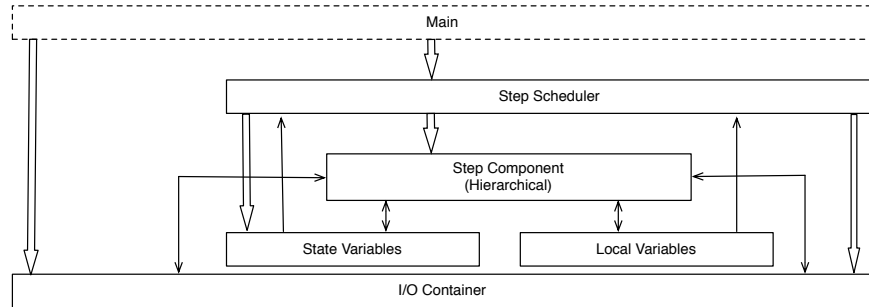 Main
Step Scheduler
Step Component
(Hierarchical)
State Variables
Local Variables
I/O Container